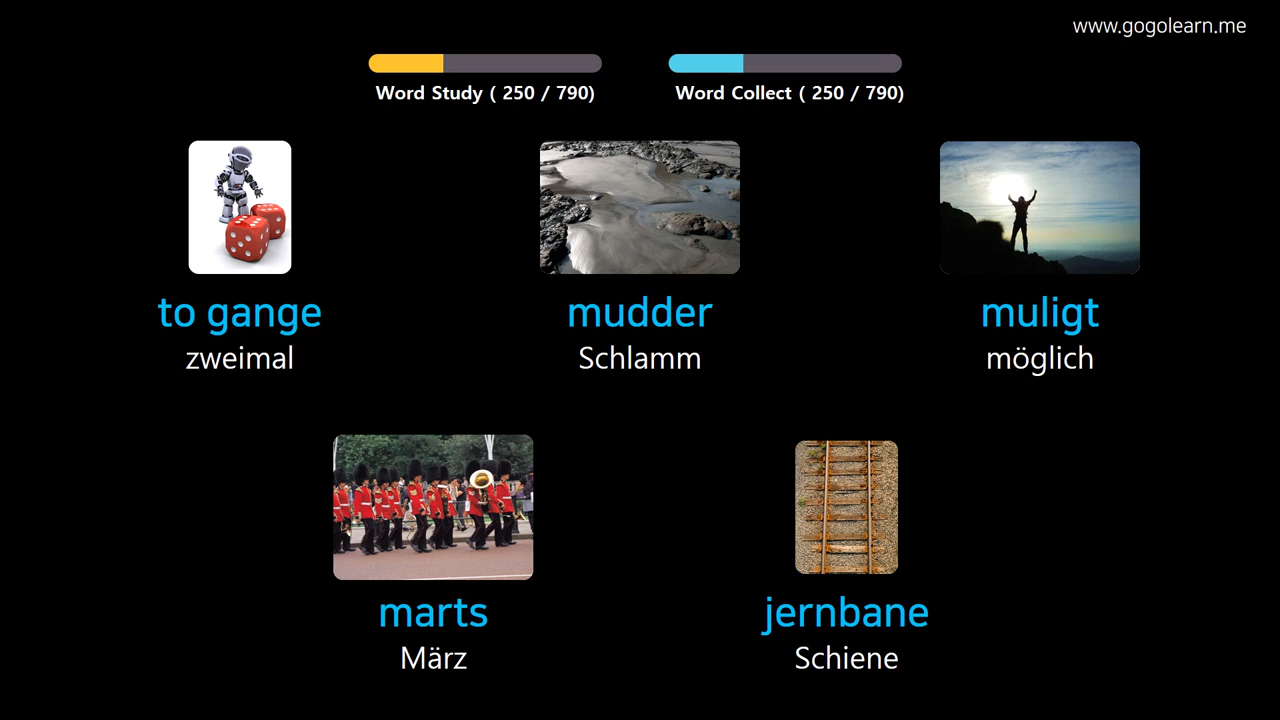 www.gogolearn.me
Word Study ( 250 / 790)
Word Collect ( 250 / 790)
to gange
zweimal
mudder
Schlamm
muligt
möglich
marts
März
jernbane
Schiene